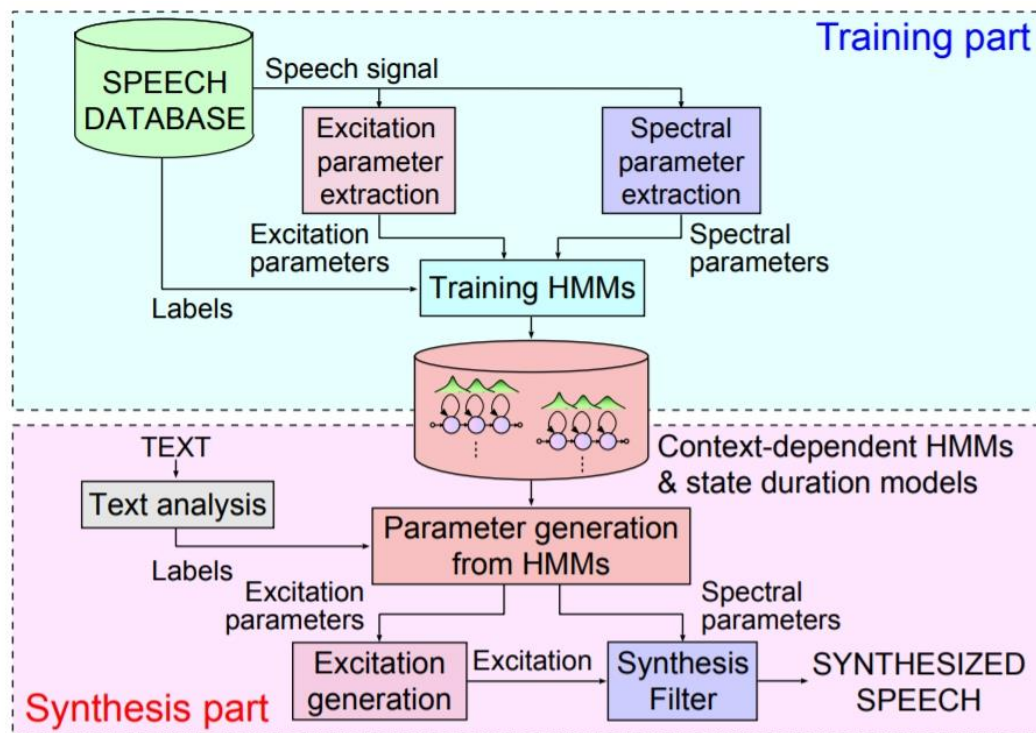 Training part
SPEECH
DATABASE
Speech signal
Excitation
parameter
extraction
Spectral
parameter
extraction
Excitation
parameters
Spectral
parameters
Labels
Training HMMs
Context-dependent HMMs
& state duration models
TEXT
Text analysis
Labels
Parameter generation
from HMMs
Excitation
parameters
Spectral
parameters
Excitation
generation
Excitation
Synthesis
Filter
SYNTHESIZED
SPEECH
Synthesis part